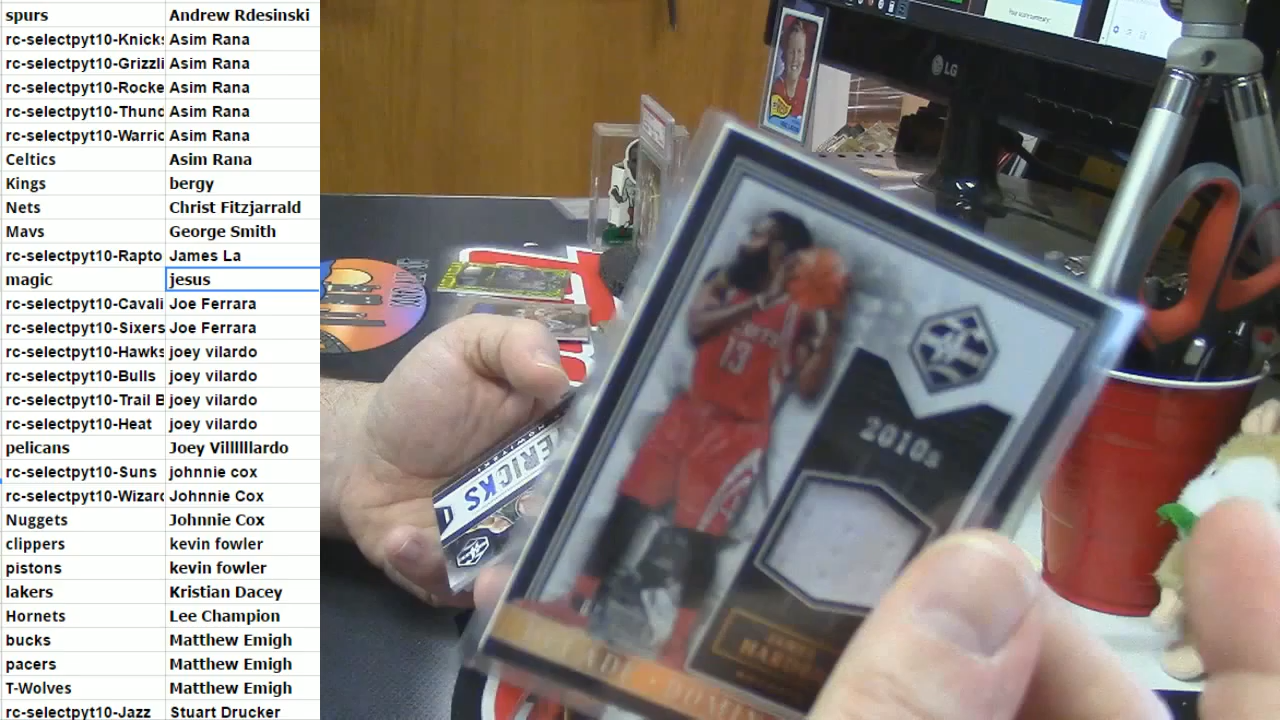 spurs Andrew Rdesinski
rc-selectpyt10-Knicks Asim Rana
rc-selectpyt10-Grizzli Asim Rana
rc-selectpyt10-Rocke Asim Rana
rc-selectpyt10-Thund Asim Rana
rc-selectpyt10-Warric Asim Rana
Celtics Asim Rana
Kings bergy
Nets Christ Fitzjarrald
Mavs George Smith
rc-selectpyt10-Rapto James La
magic jesus
rc-selectpyt10-Cavali Joe Ferrara
rc-selectpyt10-Sixers Joe Ferrara
rc-selectpyt10-Hawks joey vilardo
rc-selectpyt10-Bulls joey vilardo
rc-selectpyt10-Trail B joey vilardo
rc-selectpyt10-Heat joey vilardo
pelicans Joey Villllllardo
rc-selectpyt10-Suns johnnie cox
rc-selectpyt10-Wizard Johnnie Cox
Nuggets Johnnie Cox
clippers kevin fowler
pistons kevin fowler
lakers Kristian Dacey
Hornets Lee Champion
bucks Matthew Emigh
pacers Matthew Emigh
T-Wolves Matthew Emigh
rc-selectpyt10-Jazz Stuart Drucker
LG
13
2010s
ERICKS